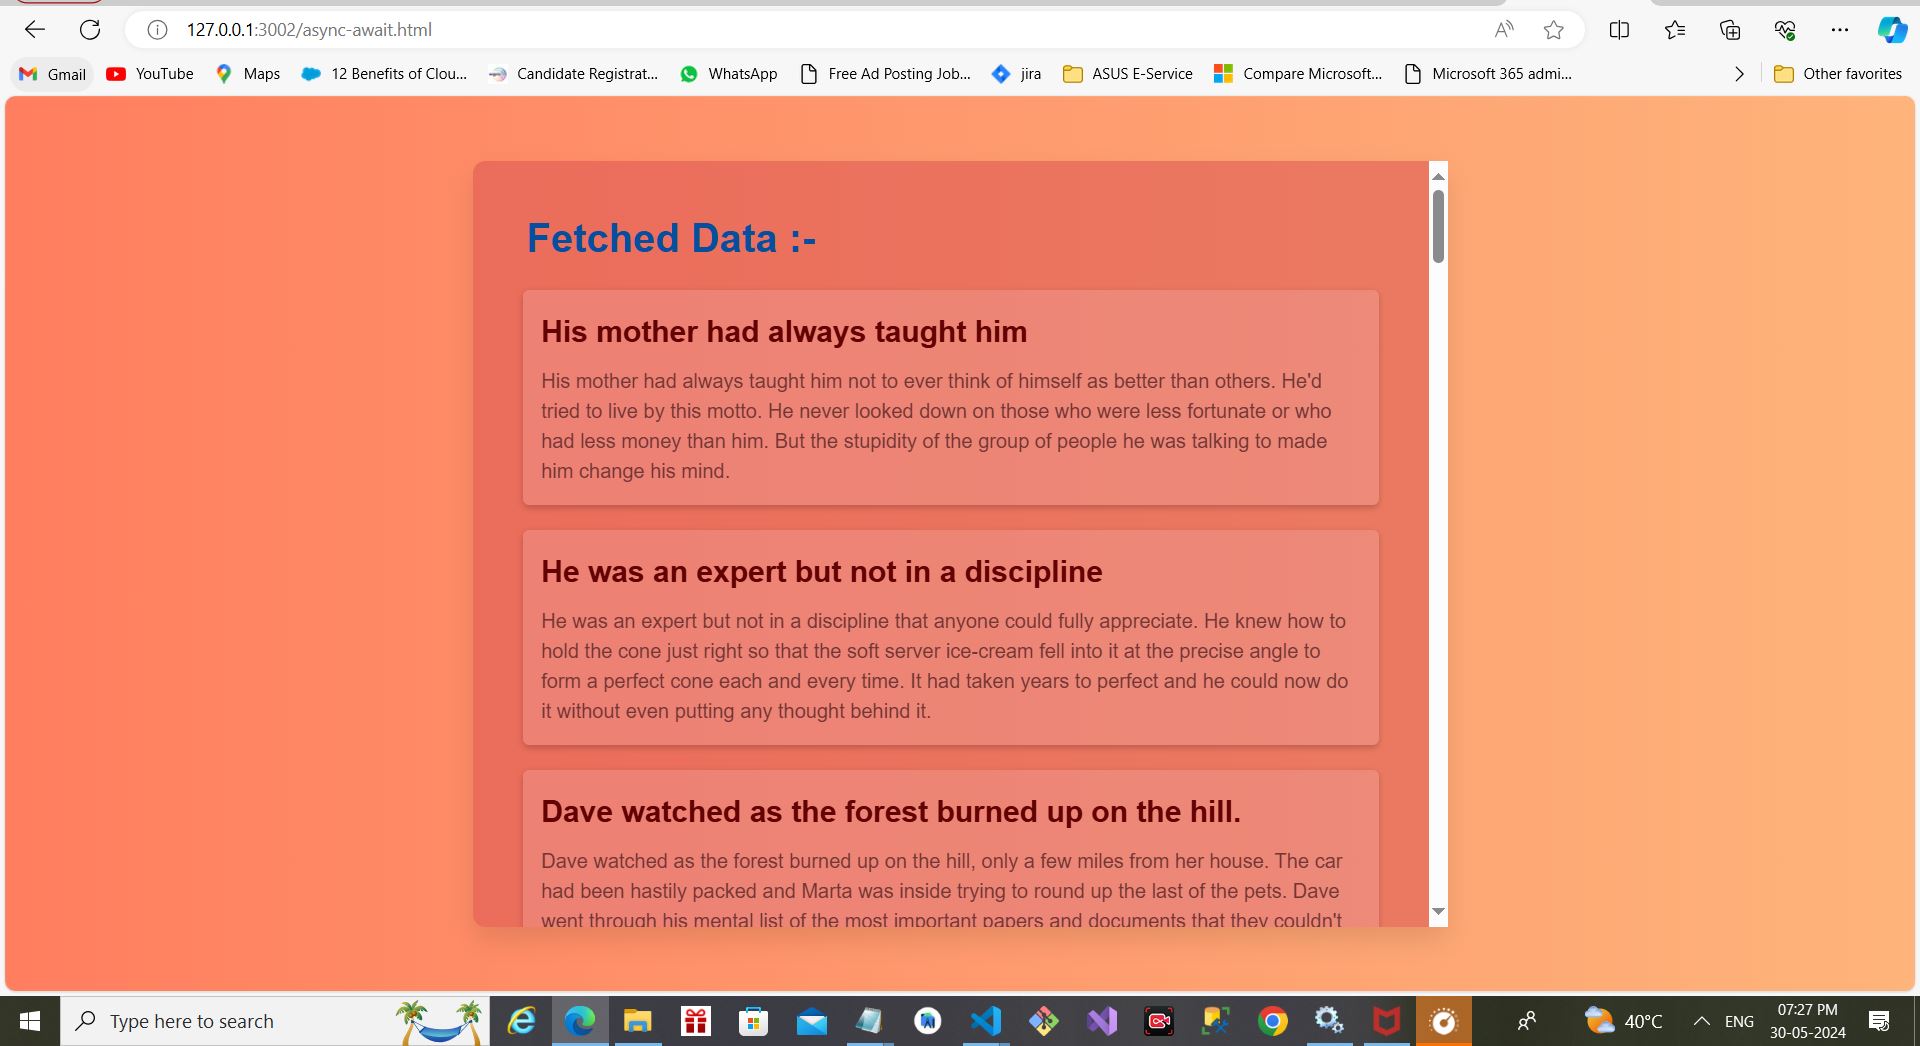 127.0.0.1:3002/async-await.html
Gmail
YouTube
Maps
12 Benefits of Clou...
Candidate Registrat...
WhatsApp
Free Ad Posting Job...
jira
ASUS E-Service
Compare Microsoft...
Microsoft 365 admi...
Other favorites
Fetched Data :-
His mother had always taught him
His mother had always taught him not to ever think of himself as better than others. He'd
tried to live by this motto. He never looked down on those who were less fortunate or who
had less money than him. But the stupidity of the group of people he was talking to made
him change his mind.
He was an expert but not in a discipline
He was an expert but not in a discipline that anyone could fully appreciate. He knew how to
hold the cone just right so that the soft server ice-cream fell into it at the precise angle to
form a perfect cone each and every time. It had taken years to perfect and he could now do
it without even putting any thought behind it.
Dave watched as the forest burned up on the hill.
Dave watched as the forest burned up on the hill, only a few miles from her house. The car
had been hastily packed and Marta was inside trying to round up the last of the pets. Dave
went through his mental list of the most important papers and documents that they couldn't
Type here to search
40°C
ENG
07:27 PM
30-05-2024